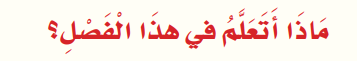 مَاذَا أَتَعَلَّمُ في هذَا الْفَصْلِ؟